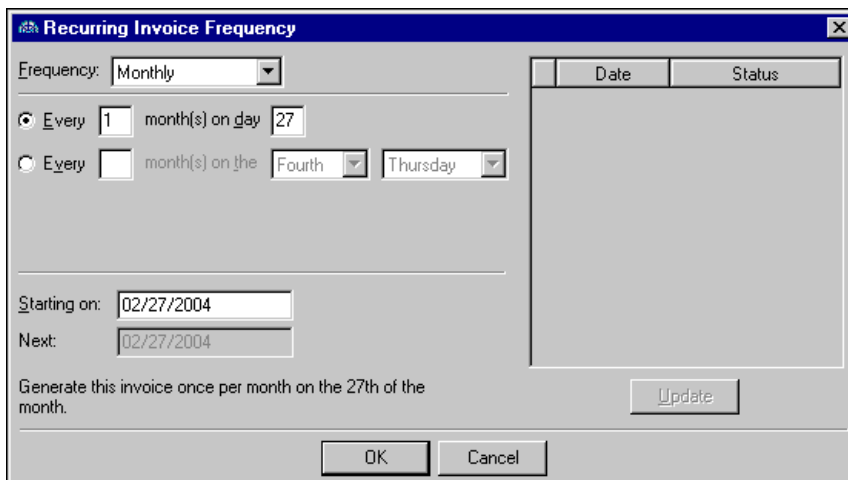 Recurring Invoice Frequency
Frequency: Monthly
Every 1 month(s) on day 27
Every month(s) on the Fourth Thursday
Starting on: 02/27/2004
Next: 02/27/2004
Generate this invoice once per month on the 27th of the
month.
Date Status
Update
OK Cancel